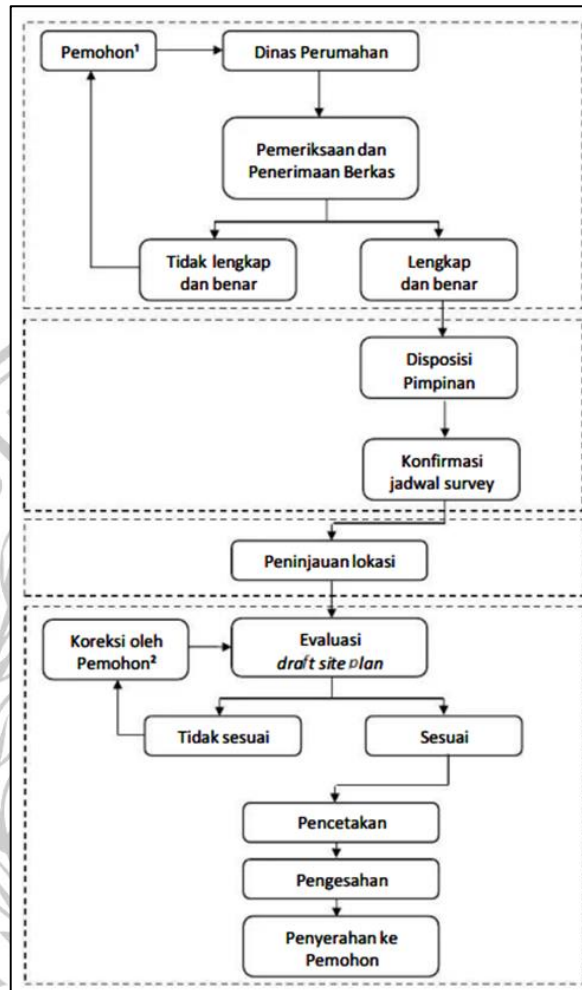 Pemohon¹
Dinas Perumahan
Pemeriksaan dan
Penerimaan Berkas
Tidak lengkap
dan benar
Lengkap
dan benar
Disposisi
Pimpinan
Konfirmasi
jadwal survey
Peninjauan lokasi
Koreksi oleh
Pemohon²
Evaluasi
draft site plan
Tidak sesuai
Sesuai
Pencetakan
Pengesahan
Penyerahan ke
Pemohon